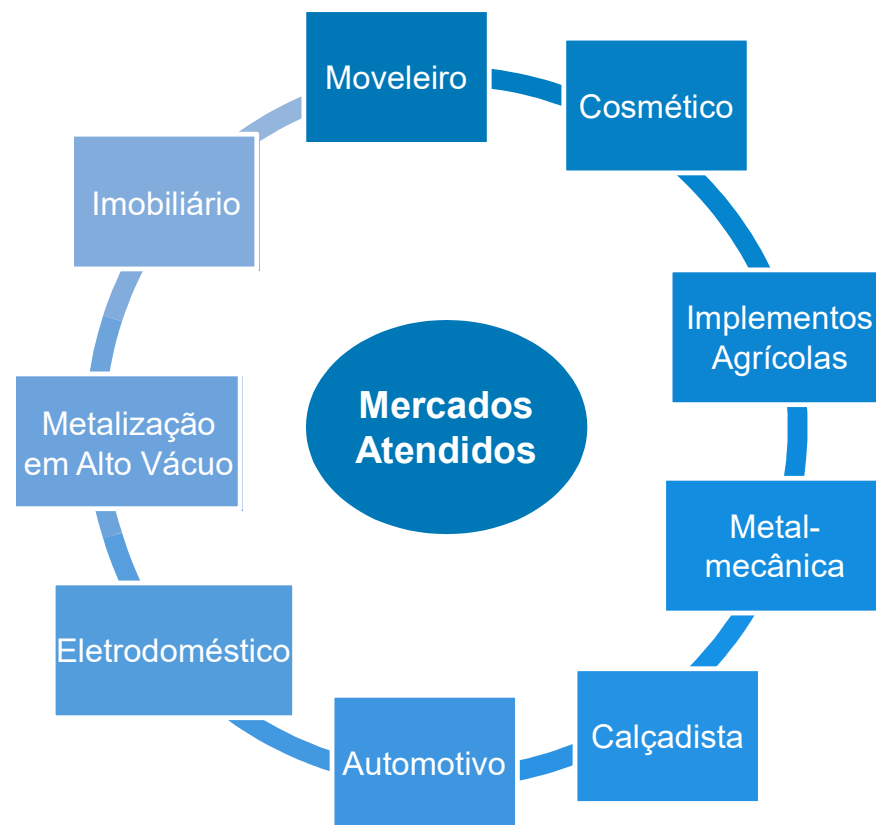 Moveleiro
Cosmético
Implementos
Agrícolas
Metal-
mecânica
Calçadista
Automotivo
Eletrodoméstico
Metalização
em Alto Vácuo
Imobiliário
Mercados
Atendidos